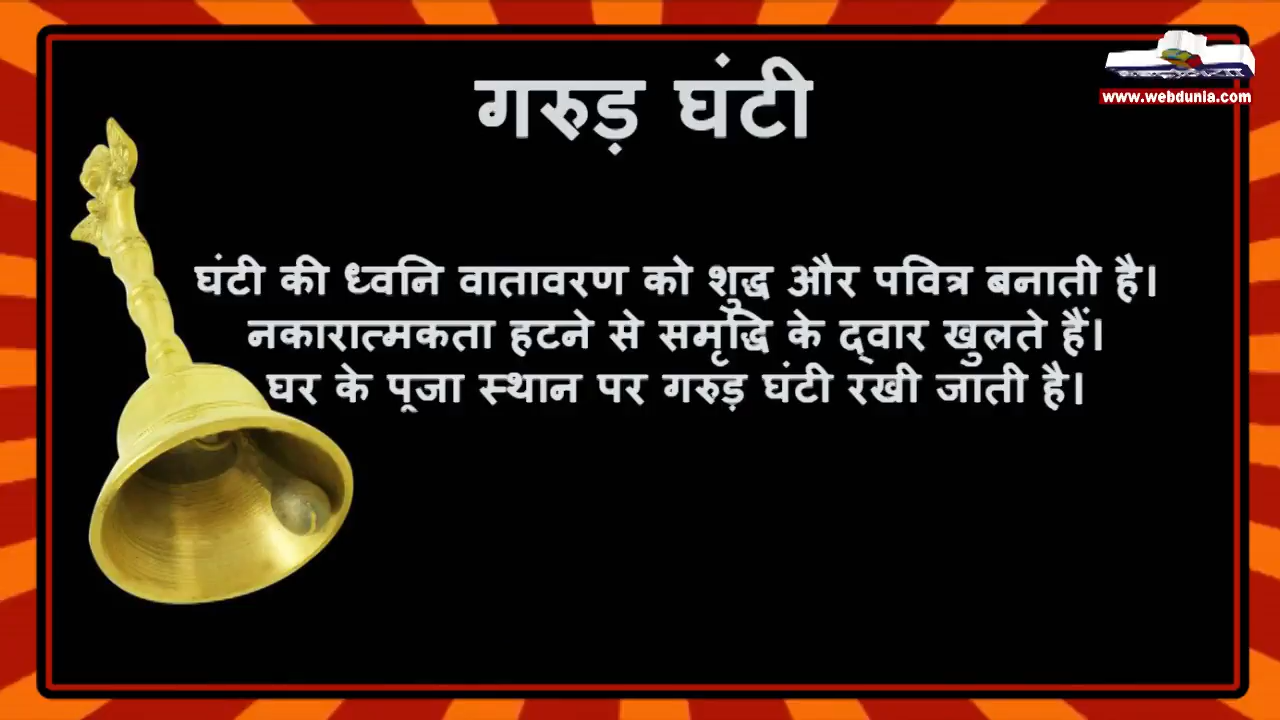 गरुड़ घंटी
www.webdunia.com
घंटी की ध्वनि वातावरण को शुद्ध और पवित्र बनाती है।
नकारात्मकता हटने से समृद्धि के द्वार खुलते हैं।
घर के पूजा स्थान पर गरुड़ घंटी रखी जाती है।